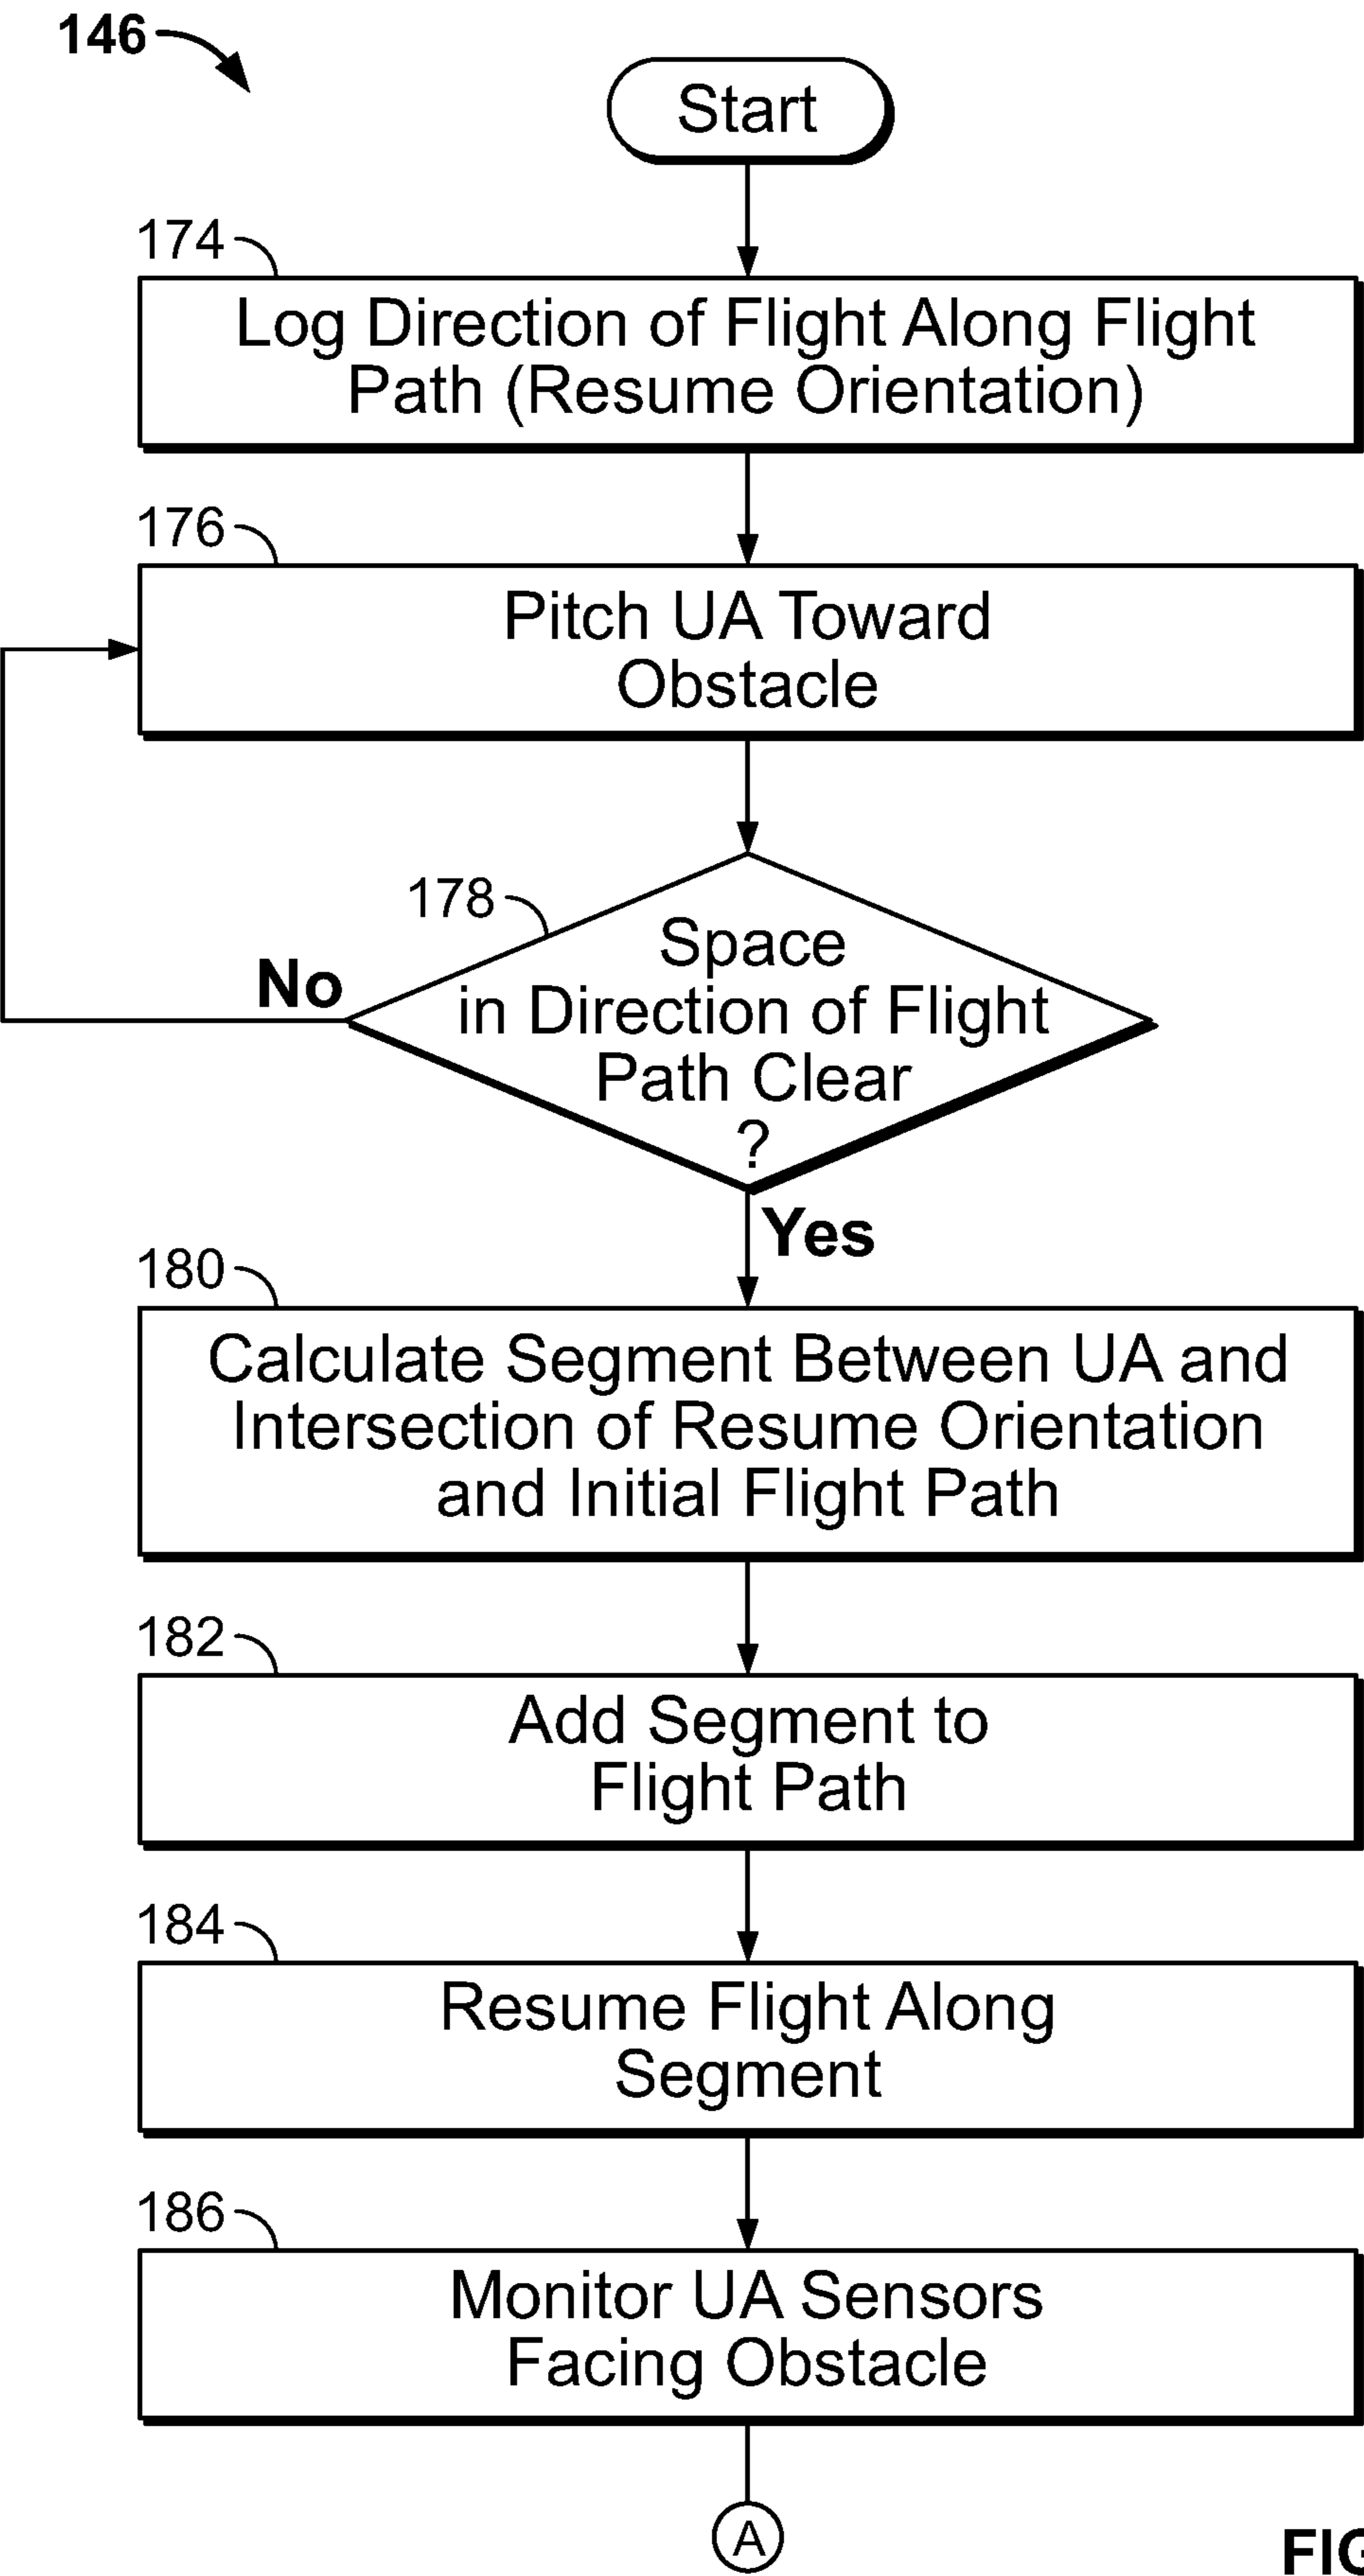 146
Start
174
Log Direction of Flight Along Flight
Path (Resume Orientation)
176
Pitch UA Toward
Obstacle
178
Space
in Direction of Flight
Path Clear
?
No
Yes
180
Calculate Segment Between UA and
Intersection of Resume Orientation
and Initial Flight Path
182
Add Segment to
Flight Path
184
Resume Flight Along
Segment
186
Monitor UA Sensors
Facing Obstacle
A